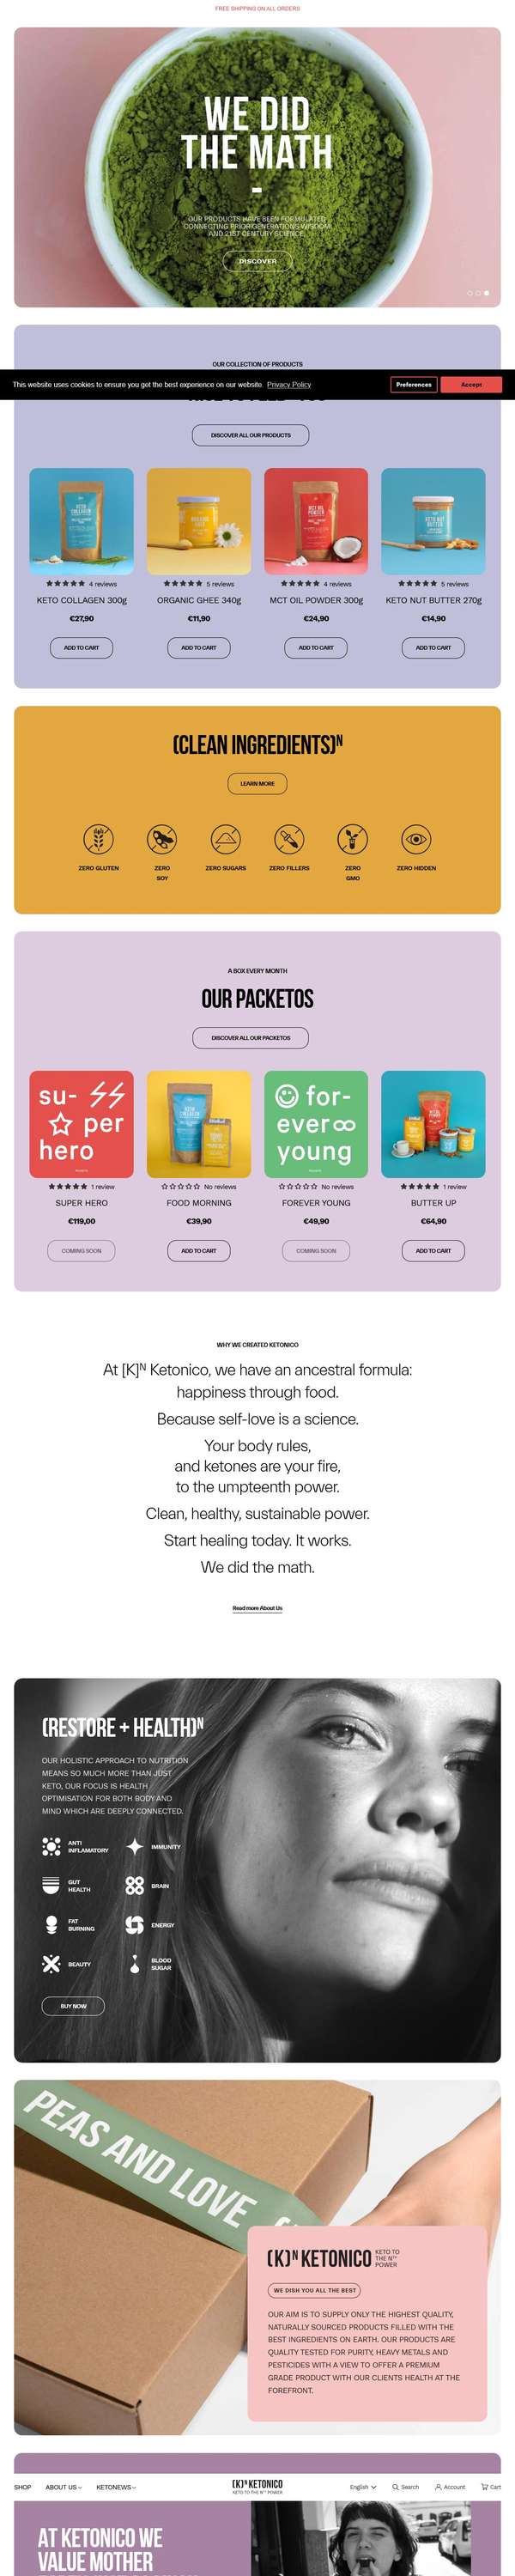 FREE SHIPPING ON ALL ORDERS
WE DID
THE MATH
OUR PRODUCTS HAVE BEEN FORMULATED
CONNECTING PRIOR GENERATIONS WISDOM
AND 21ST CENTURY SCIENCE.
DISCOVER
OUR COLLECTION OF PRODUCTS
This website uses cookies to ensure you get the best experience on our website. Privacy Policy
Preferences
Accept
DISCOVER ALL OUR PRODUCTS
KETO COLLAGEN
ORGANIC GHEE
MCT OIL POWDER
KETO NUT BUTTER
4 reviews
5 reviews
4 reviews
5 reviews
KETO COLLAGEN 300g
ORGANIC GHEE 340g
MCT OIL POWDER 300g
KETO NUT BUTTER 270g
€27,90
€11,90
€24,90
€14,90
ADD TO CART
ADD TO CART
ADD TO CART
ADD TO CART
(CLEAN INGREDIENTS)ᴺ
LEARN MORE
ZERO GLUTEN
ZERO
SOY
ZERO SUGARS
ZERO FILLERS
ZERO
GMO
ZERO HIDDEN
A BOX EVERY MONTH
OUR PACKETOS
DISCOVER ALL OUR PACKETOS
su-
per
hero
for-
ever∞
young
1 review
No reviews
No reviews
1 review
SUPER HERO
FOOD MORNING
FOREVER YOUNG
BUTTER UP
€119,00
€39,90
€49,90
€64,90
COMING SOON
ADD TO CART
COMING SOON
ADD TO CART
WHY WE CREATED KETONICO
At [K]ᴺ Ketonico, we have an ancestral formula:
happiness through food.
Because self-love is a science.
Your body rules,
and ketones are your fire,
to the umpteenth power.
Clean, healthy, sustainable power.
Start healing today. It works.
We did the math.
Read more About Us
(RESTORE + HEALTH)ᴺ
OUR HOLISTIC APPROACH TO NUTRITION
MEANS SO MUCH MORE THAN JUST
KETO, OUR FOCUS IS HEALTH
OPTIMISATION FOR BOTH BODY AND
MIND WHICH ARE DEEPLY CONNECTED.
ANTI
INFLAMATORY
IMMUNITY
GUT
HEALTH
BRAIN
FAT
BURNING
ENERGY
BEAUTY
BLOOD
SUGAR
BUY NOW
PEAS AND LOVE
(K)ᴺ KETONICO
KETO TO
THE Nᵀᴴ
POWER
WE DISH YOU ALL THE BEST
OUR AIM IS TO SUPPLY ONLY THE HIGHEST QUALITY,
NATURALLY SOURCED PRODUCTS FILLED WITH THE
BEST INGREDIENTS ON EARTH. OUR PRODUCTS ARE
QUALITY TESTED FOR PURITY, HEAVY METALS AND
PESTICIDES WITH A VIEW TO OFFER A PREMIUM
GRADE PRODUCT WITH OUR CLIENTS HEALTH AT THE
FOREFRONT.
SHOP
ABOUT US
KETONEWS
(K)ᴺ KETONICO
KETO TO THE Nᵀᴴ POWER
English
Search
Account
Cart
AT KETONICO WE
VALUE MOTHER